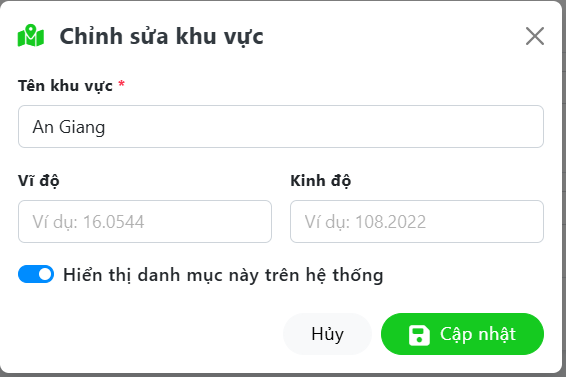 Chỉnh sửa khu vực
Tên khu vực *
An Giang
Vĩ độ
Kinh độ
Ví dụ: 16.0544
Ví dụ: 108.2022
Hiển thị danh mục này trên hệ thống
Hủy
Cập nhật